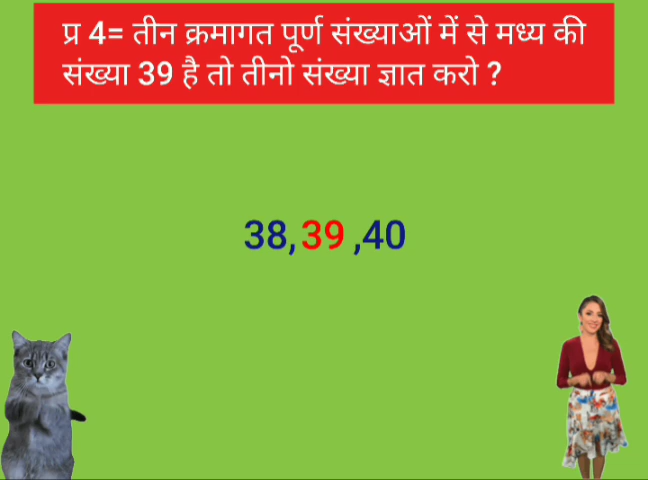 प्र 4= तीन क्रमागत पूर्ण संख्याओं में से मध्य की
संख्या 39 है तो तीनो संख्या ज्ञात करो ?
38, 39 ,40